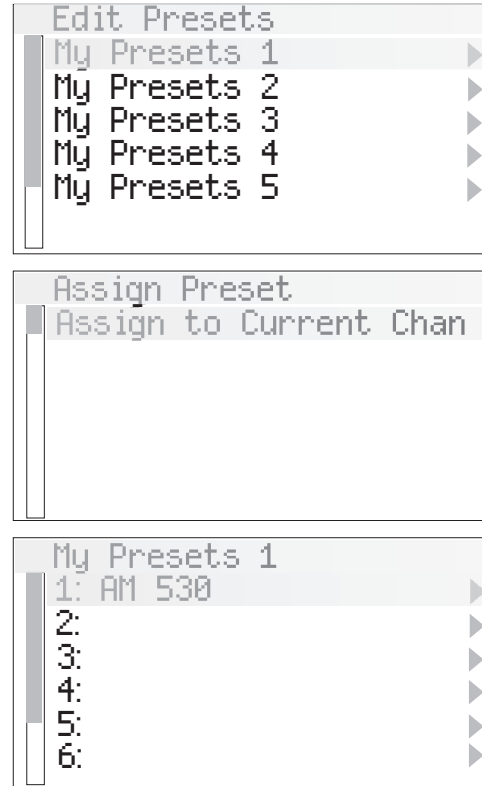 Edit Presets
My Presets 1
My Presets 2
My Presets 3
My Presets 4
My Presets 5
Assign Preset
Assign to Current Chan
My Presets 1
1: AM 530
2:
3:
4:
5:
6: